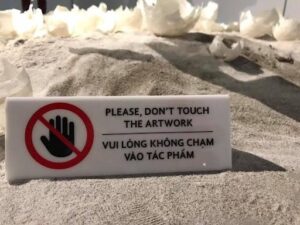 PLEASE, DON'T TOUCH
THE ARTWORK
VUI LÒNG KHÔNG CHẠM
VÀO TÁC PHẨM